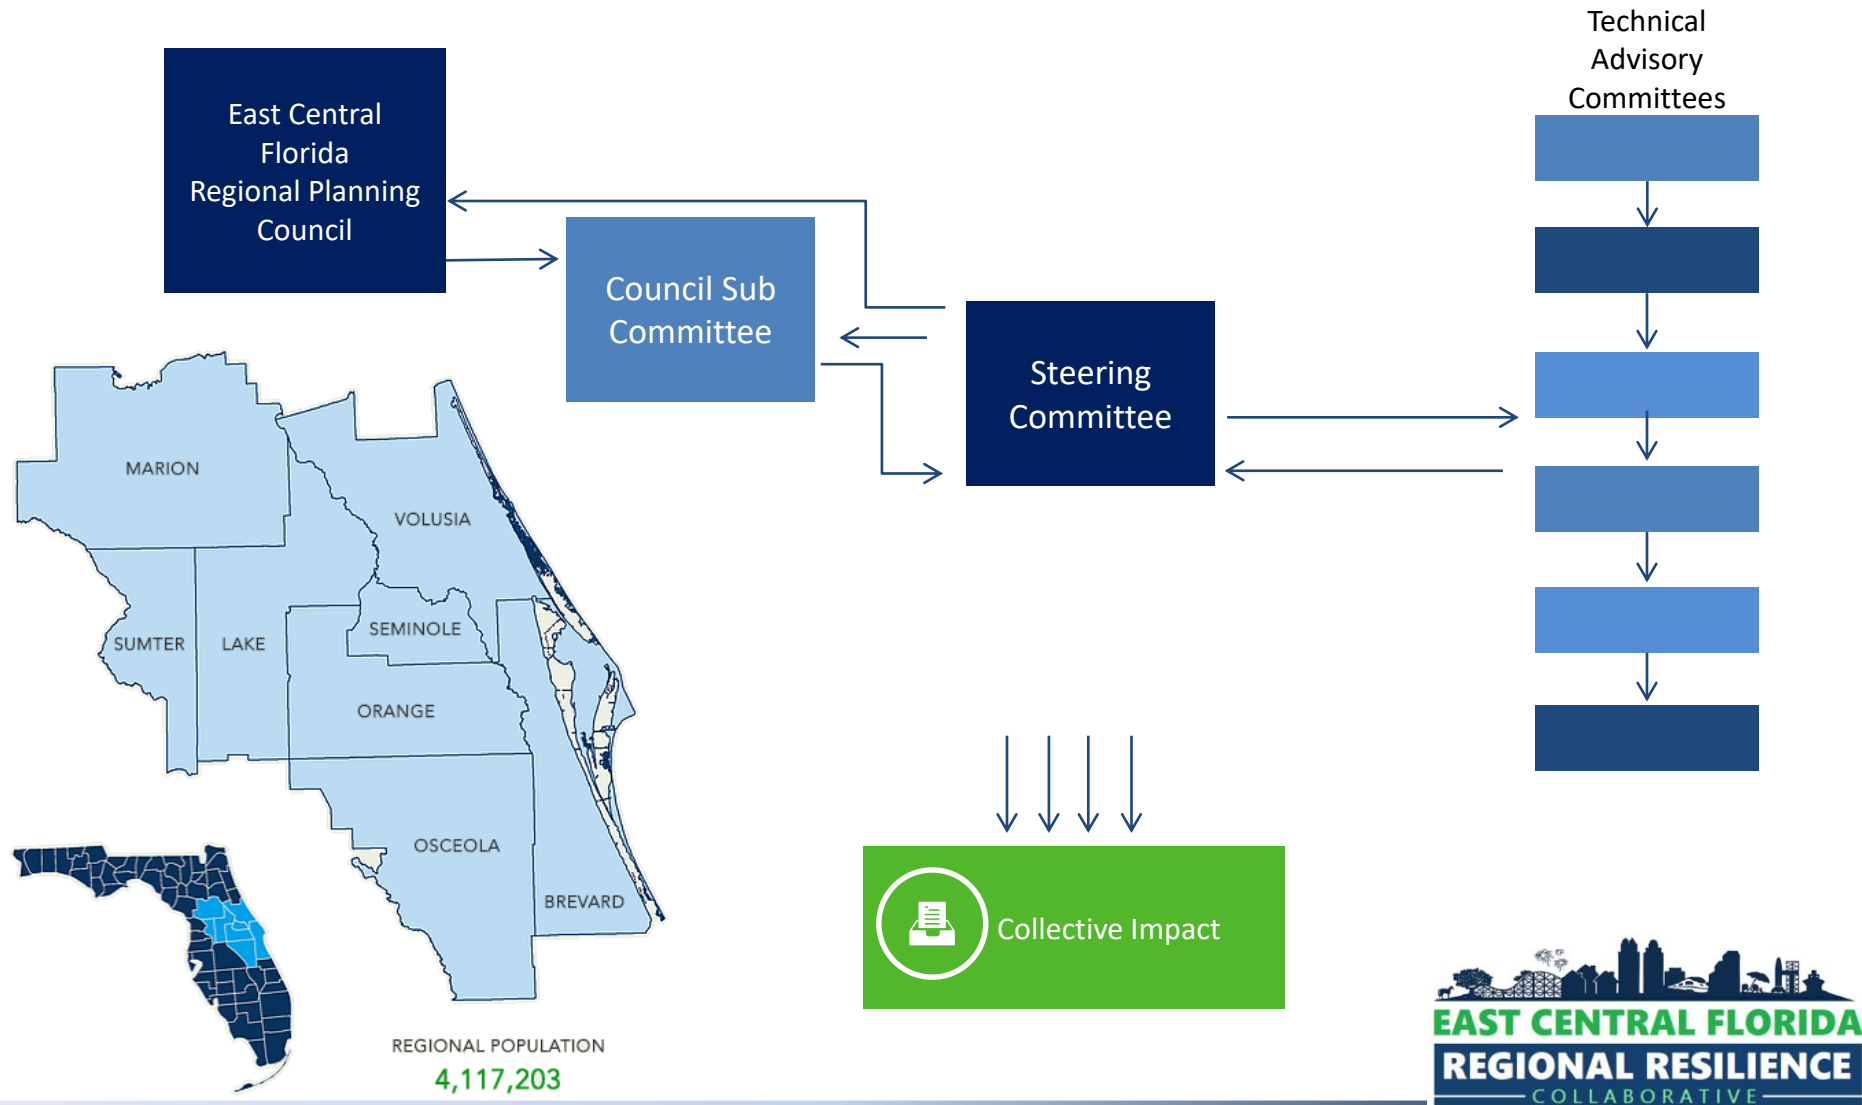 Technical
Advisory
Committees
East Central
Florida
Regional Planning
Council
Council Sub
Committee
Steering
Committee
MARION
VOLUSIA
SUMTER
LAKE
SEMINOLE
ORANGE
OSCEOLA
BREVARD
Collective Impact
REGIONAL POPULATION
4,117,203
EAST CENTRAL FLORIDA
REGIONAL RESILIENCE
COLLABORATIVE